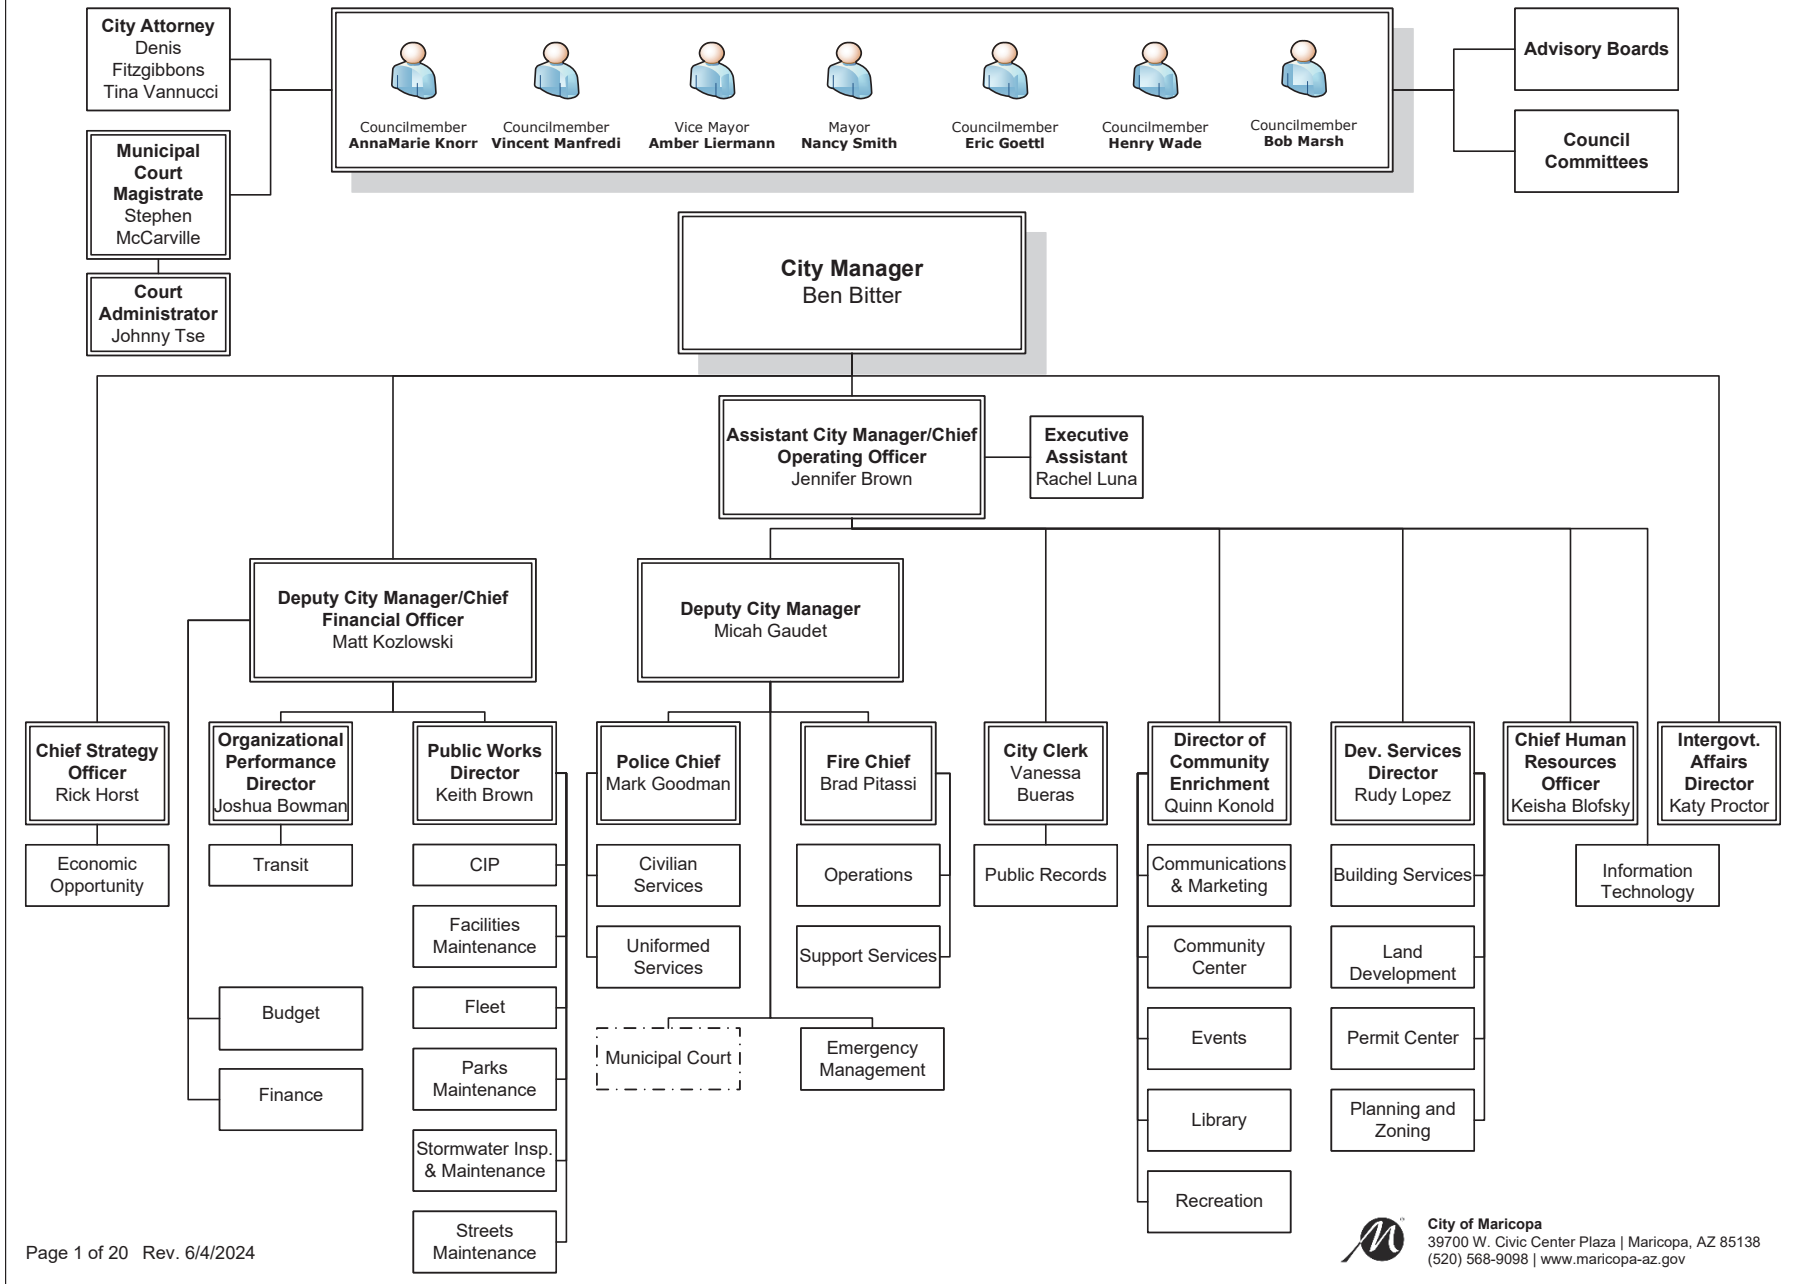 City Attorney
Denis
Fitzgibbons
Tina Vannucci
Municipal
Court
Magistrate
Stephen
McCarville
Court
Administrator
Johnny Tse
Councilmember
AnnaMarie Knorr
Councilmember
Vincent Manfredi
Vice Mayor
Amber Liermann
Mayor
Nancy Smith
Councilmember
Eric Goettl
Councilmember
Henry Wade
Councilmember
Bob Marsh
Advisory Boards
Council
Committees
City Manager
Ben Bitter
Assistant City Manager/Chief
Operating Officer
Jennifer Brown
Executive
Assistant
Rachel Luna
Deputy City Manager/Chief
Financial Officer
Matt Kozlowski
Deputy City Manager
Micah Gaudet
Chief Strategy
Officer
Rick Horst
Economic
Opportunity
Organizational
Performance
Director
Joshua Bowman
Transit
Budget
Finance
Public Works
Director
Keith Brown
CIP
Facilities
Maintenance
Fleet
Parks
Maintenance
Stormwater Insp.
& Maintenance
Streets
Maintenance
Police Chief
Mark Goodman
Civilian
Services
Uniformed
Services
Municipal Court
Fire Chief
Brad Pitassi
Operations
Support Services
Emergency
Management
City Clerk
Vanessa
Bueras
Public Records
Director of
Community
Enrichment
Quinn Konold
Communications
& Marketing
Community
Center
Events
Library
Recreation
Dev. Services
Director
Rudy Lopez
Building Services
Land
Development
Permit Center
Planning and
Zoning
Chief Human
Resources
Officer
Keisha Blofsky
Intergovt.
Affairs
Director
Katy Proctor
Information
Technology
Page 1 of 20 Rev. 6/4/2024
City of Maricopa
39700 W. Civic Center Plaza | Maricopa, AZ 85138
(520) 568-9098 | www.maricopa-az.gov